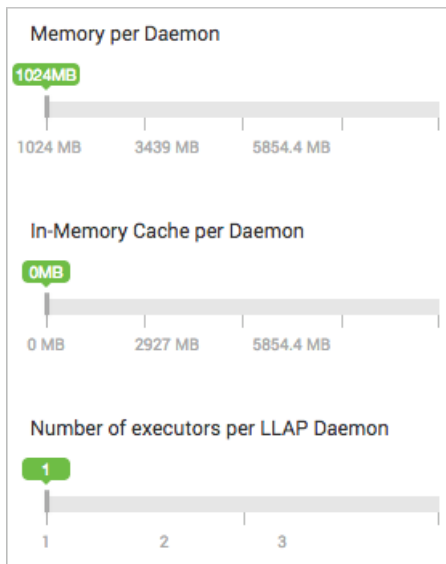 Memory per Daemon
1024MB
1024 MB 3439 MB 5854.4 MB
In-Memory Cache per Daemon
0MB
0 MB 2927 MB 5854.4 MB
Number of executors per LLAP Daemon
1
1 2 3